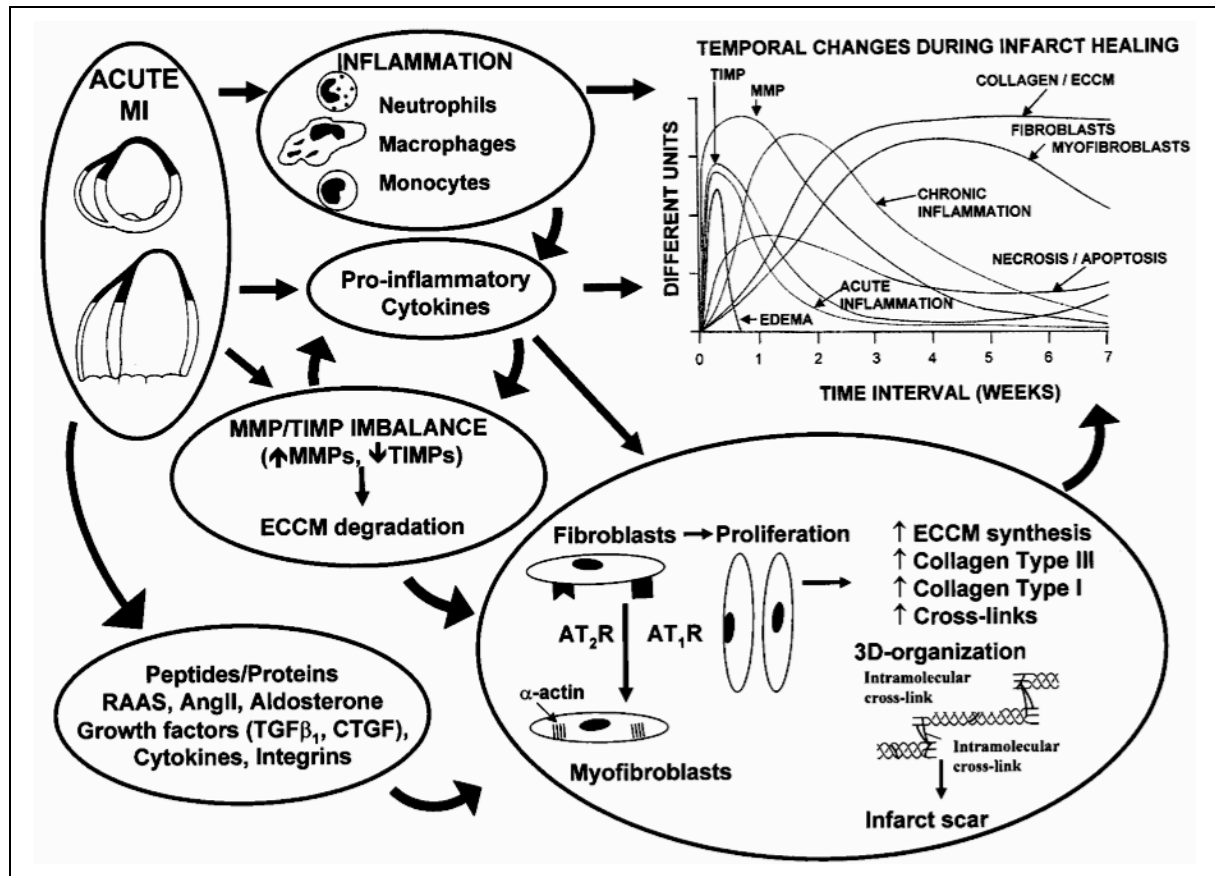 ACUTE
MI
INFLAMMATION
Neutrophils
Macrophages
Monocytes
Pro-inflammatory
Cytokines
MMP/TIMP IMBALANCE
(↑MMPs, ↓TIMPs)
ECCM degradation
Peptides/Proteins
RAAS, AngII, Aldosterone
Growth factors (TGFβ₁, CTGF),
Cytokines, Integrins
TEMPORAL CHANGES DURING INFARCT HEALING
TIMP
MMP
COLLAGEN / ECCM
FIBROBLASTS
MYOFIBROBLASTS
CHRONIC
INFLAMMATION
NECROSIS / APOPTOSIS
ACUTE
INFLAMMATION
EDEMA
DIFFERENT UNITS
0 1 2 3 4 5 6 7
TIME INTERVAL (WEEKS)
Fibroblasts → Proliferation
AT₂R AT₁R
α-actin
Myofibroblasts
↑ ECCM synthesis
↑ Collagen Type III
↑ Collagen Type I
↑ Cross-links
3D-organization
Intramolecular
cross-link
Intramolecular
cross-link
Infarct scar